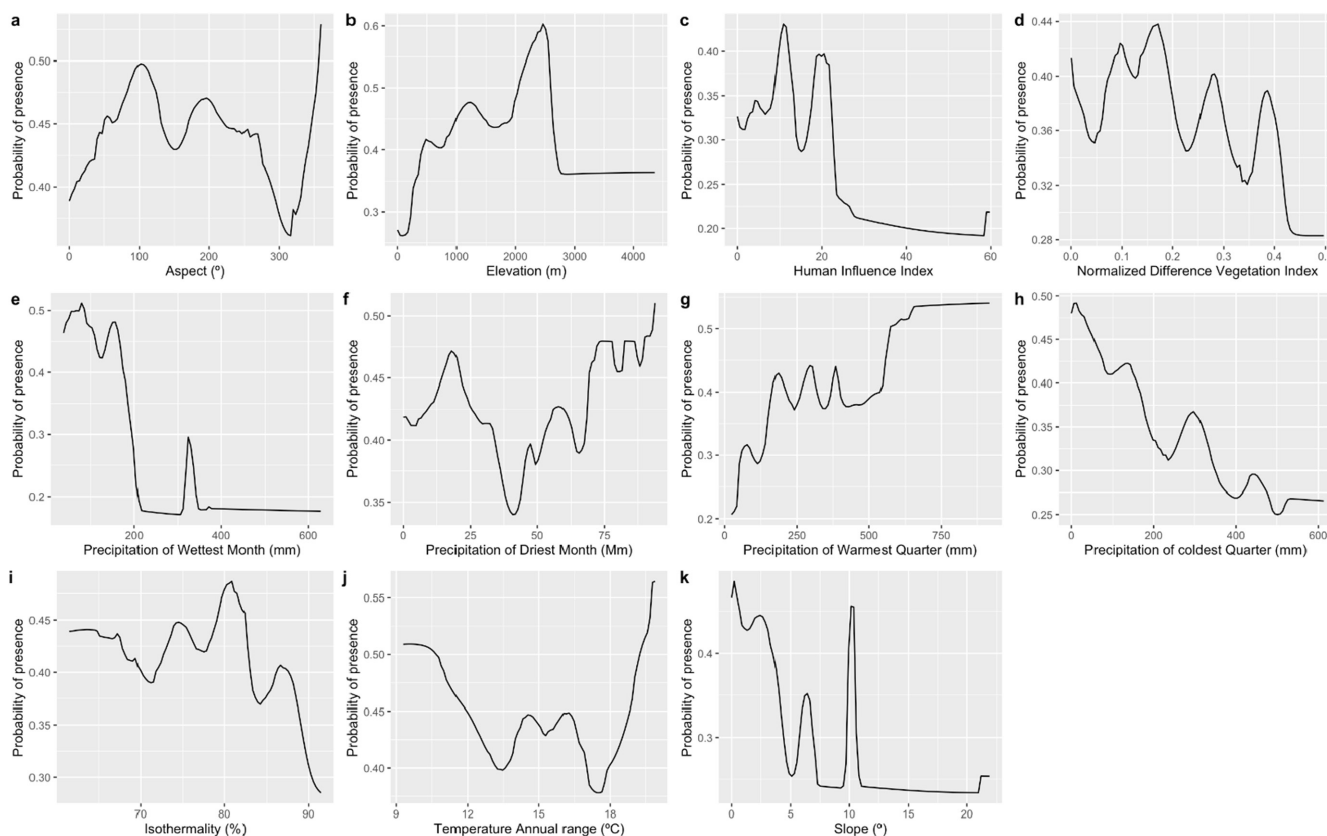 a
Probability of presence
0.50
0.45
0.40
0 100 200 300
Aspect (º)
b
Probability of presence
0.6
0.5
0.4
0.3
0 1000 2000 3000 4000
Elevation (m)
c
Probability of presence
0.40
0.35
0.30
0.25
0.20
0 20 40 60
Human Influence Index
d
Probability of presence
0.44
0.40
0.36
0.32
0.28
0.0 0.1 0.2 0.3 0.4
Normalized Difference Vegetation Index
e
Probability of presence
0.5
0.4
0.3
0.2
200 400 600
Precipitation of Wettest Month (mm)
f
Probability of presence
0.50
0.45
0.40
0.35
0 25 50 75
Precipitation of Driest Month (Mm)
g
Probability of presence
0.5
0.4
0.3
0.2
250 500 750
Precipitation of Warmest Quarter (mm)
h
Probability of presence
0.50
0.45
0.40
0.35
0.30
0.25
0 200 400 600
Precipitation of coldest Quarter (mm)
i
Probability of presence
0.45
0.40
0.35
0.30
70 80 90
Isothermality (%)
j
Probability of presence
0.55
0.50
0.45
0.40
9 12 15 18
Temperature Annual range (ºC)
k
Probability of presence
0.4
0.3
0 5 10 15 20
Slope (º)